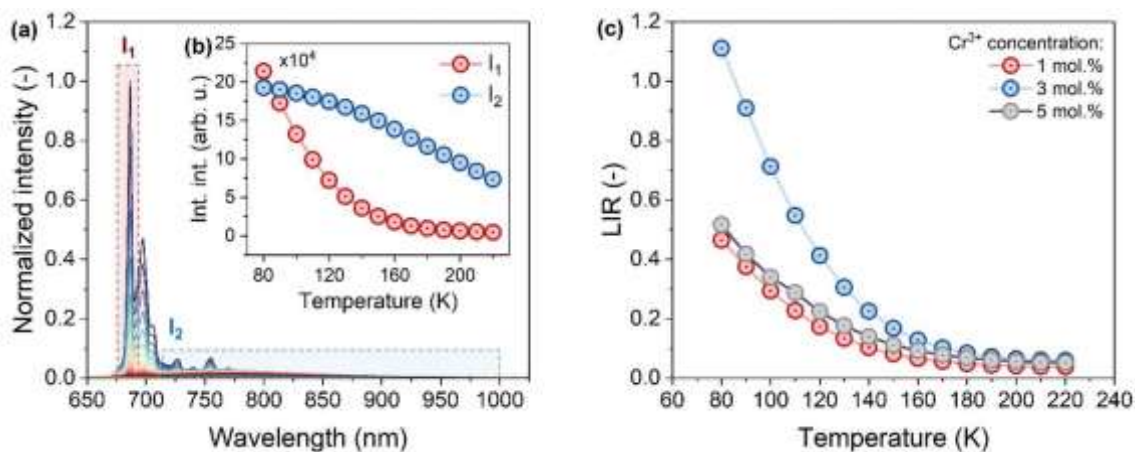 (a)
I₁
I₂
1.2
1.0
0.8
0.6
0.4
0.2
0.0
Normalized intensity (-)
650 700 750 800 850 900 950 1000
Wavelength (nm)
(b)
x10⁴
I₁
I₂
25
20
15
10
5
0
Int. int. (arb. u.)
80 120 160 200
Temperature (K)
(c)
Cr³⁺ concentration:
1 mol.%
3 mol.%
5 mol.%
1.2
1.0
0.8
0.6
0.4
0.2
0.0
LIR (-)
60 80 100 120 140 160 180 200 220 240
Temperature (K)